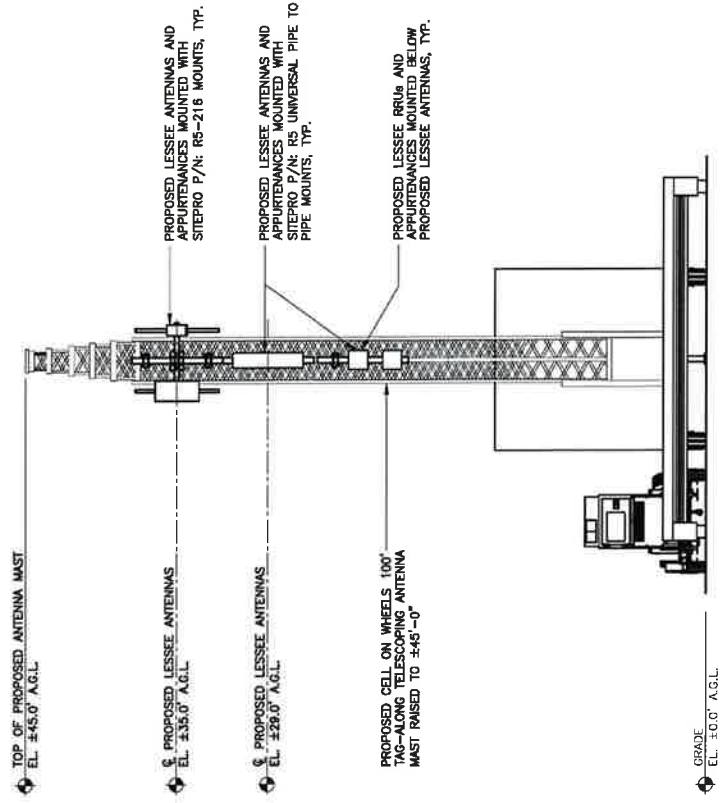 TOP OF PROPOSED ANTENNA MAST
EL. ±45.0' A.G.L.
℄ PROPOSED LESSEE ANTENNAS
EL. ±35.0' A.G.L.
℄ PROPOSED LESSEE ANTENNAS
EL. ±29.0' A.G.L.
PROPOSED CELL ON WHEELS 100'
TAG-ALONG TELESCOPING ANTENNA
MAST RAISED TO ±45'-0"
GRADE
EL. ±0.0' A.G.L.
PROPOSED LESSEE ANTENNAS AND
APPURTENANCES MOUNTED WITH
SITEPRO P/N: R5-216 MOUNTS, TYP.
PROPOSED LESSEE ANTENNAS AND
APPURTENANCES MOUNTED WITH
SITEPRO P/N: R5 UNIVERSAL PIPE TO
PIPE MOUNTS, TYP.
PROPOSED LESSEE RRUs AND
APPURTENANCES MOUNTED BELOW
PROPOSED LESSEE ANTENNAS, TYP.